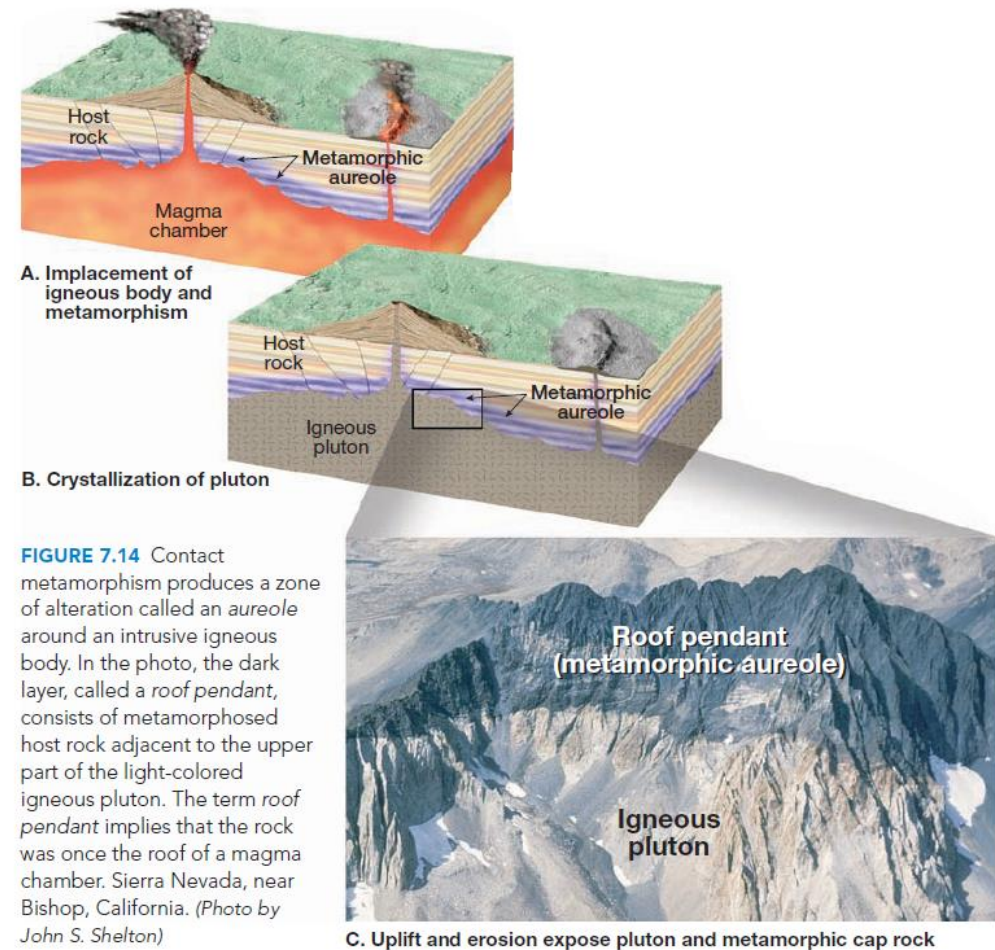 Host
rock
Metamorphic
aureole
Magma
chamber
A. Implacement of
igneous body and
metamorphism
Host
rock
Metamorphic
aureole
Igneous
pluton
B. Crystallization of pluton
FIGURE 7.14 Contact
metamorphism produces a zone
of alteration called an aureole
around an intrusive igneous
body. In the photo, the dark
layer, called a roof pendant,
consists of metamorphosed
host rock adjacent to the upper
part of the light-colored
igneous pluton. The term roof
pendant implies that the rock
was once the roof of a magma
chamber. Sierra Nevada, near
Bishop, California. (Photo by
John S. Shelton)
Roof pendant
(metamorphic aureole)
Igneous
pluton
C. Uplift and erosion expose pluton and metamorphic cap rock